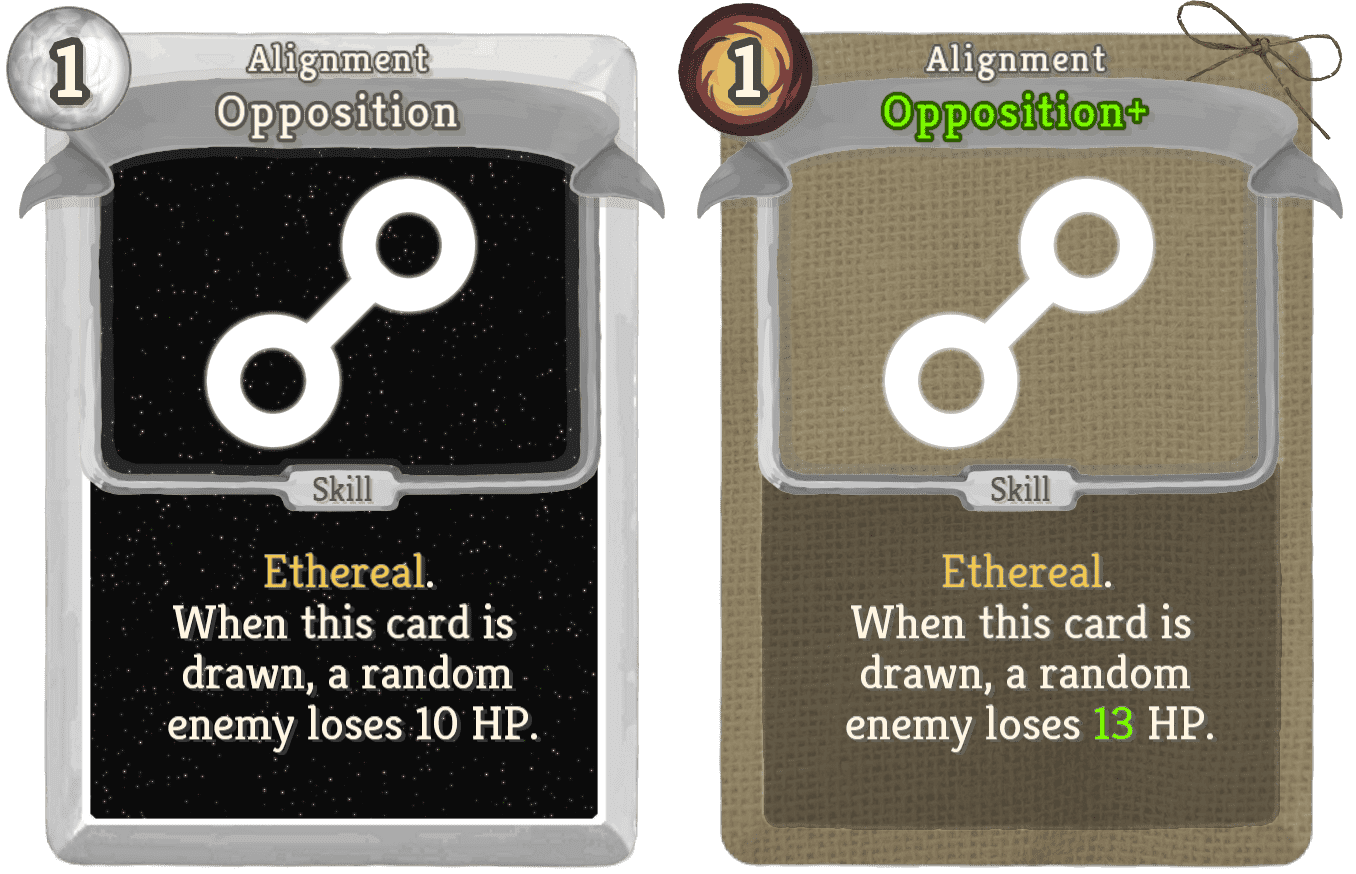 1
Alignment
Opposition
Skill
Ethereal.
When this card is
drawn, a random
enemy loses 10 HP.
1
Alignment
Opposition+
Skill
Ethereal.
When this card is
drawn, a random
enemy loses 13 HP.